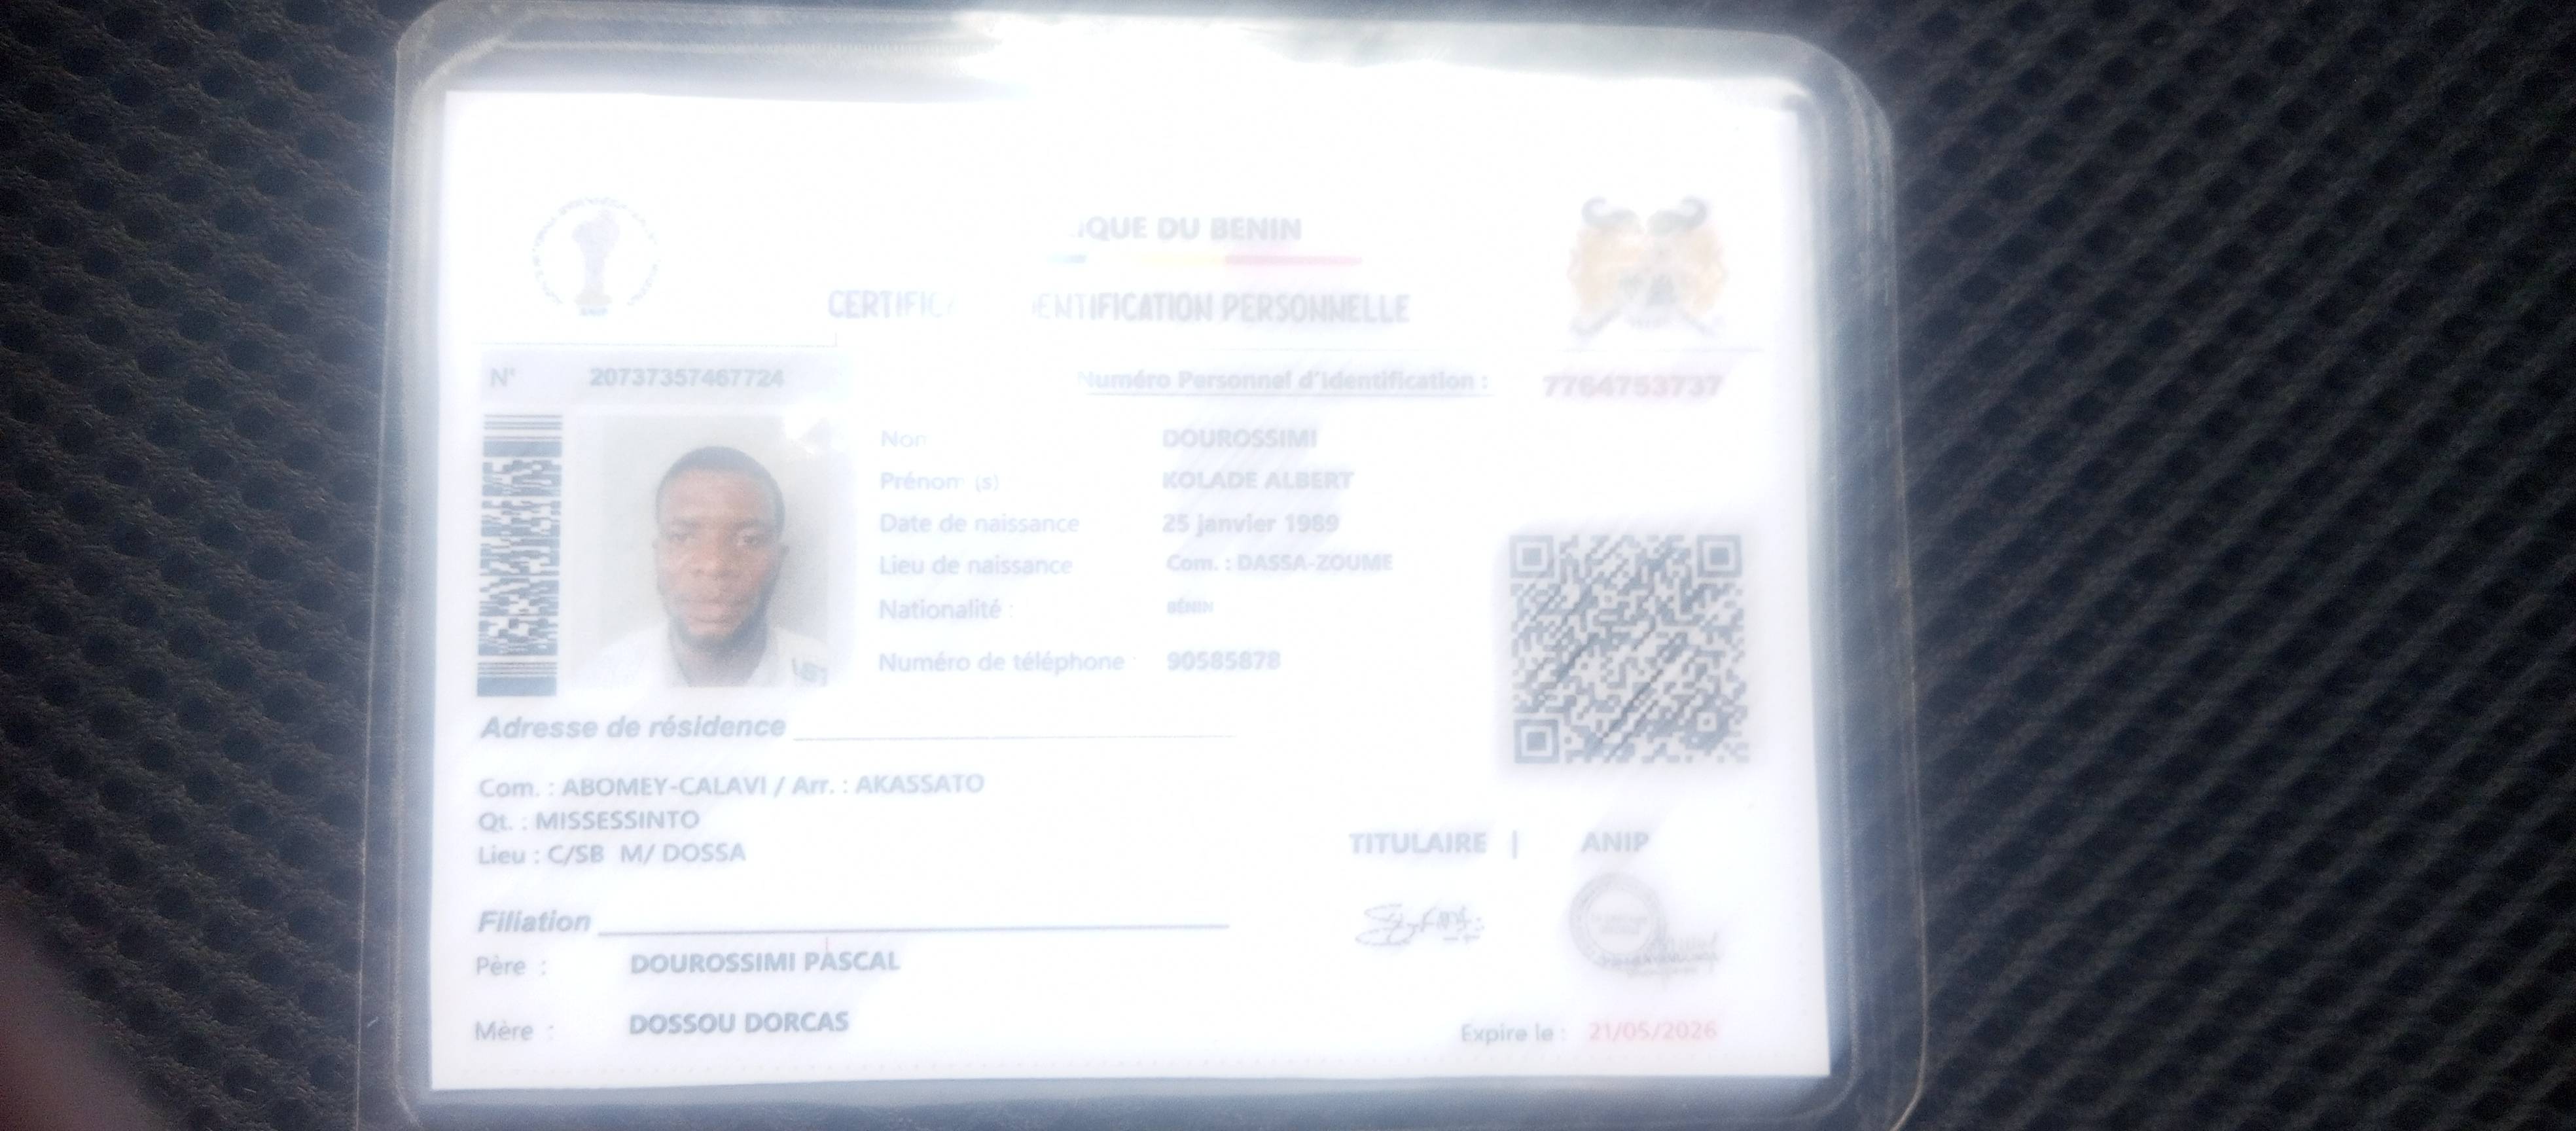 IQUE DU BENIN
CERTIFIC ENTIFICATION PERSONNELLE
N° 20737357467724
Numéro Personnel d'Identification : 7764753737
Nom DOUROSSIMI
Prénom (s) KOLADE ALBERT
Date de naissance 25 janvier 1989
Lieu de naissance Com. : DASSA-ZOUME
Nationalité : BÉNIN
Numéro de téléphone : 90585878
Adresse de résidence
Com. : ABOMEY-CALAVI / Arr. : AKASSATO
Qt. : MISSESSINTO
Lieu : C/SB M/ DOSSA
TITULAIRE | ANIP
Filiation
Père : DOUROSSIMI PASCAL
Mère : DOSSOU DORCAS
Expire le : 21/05/2026